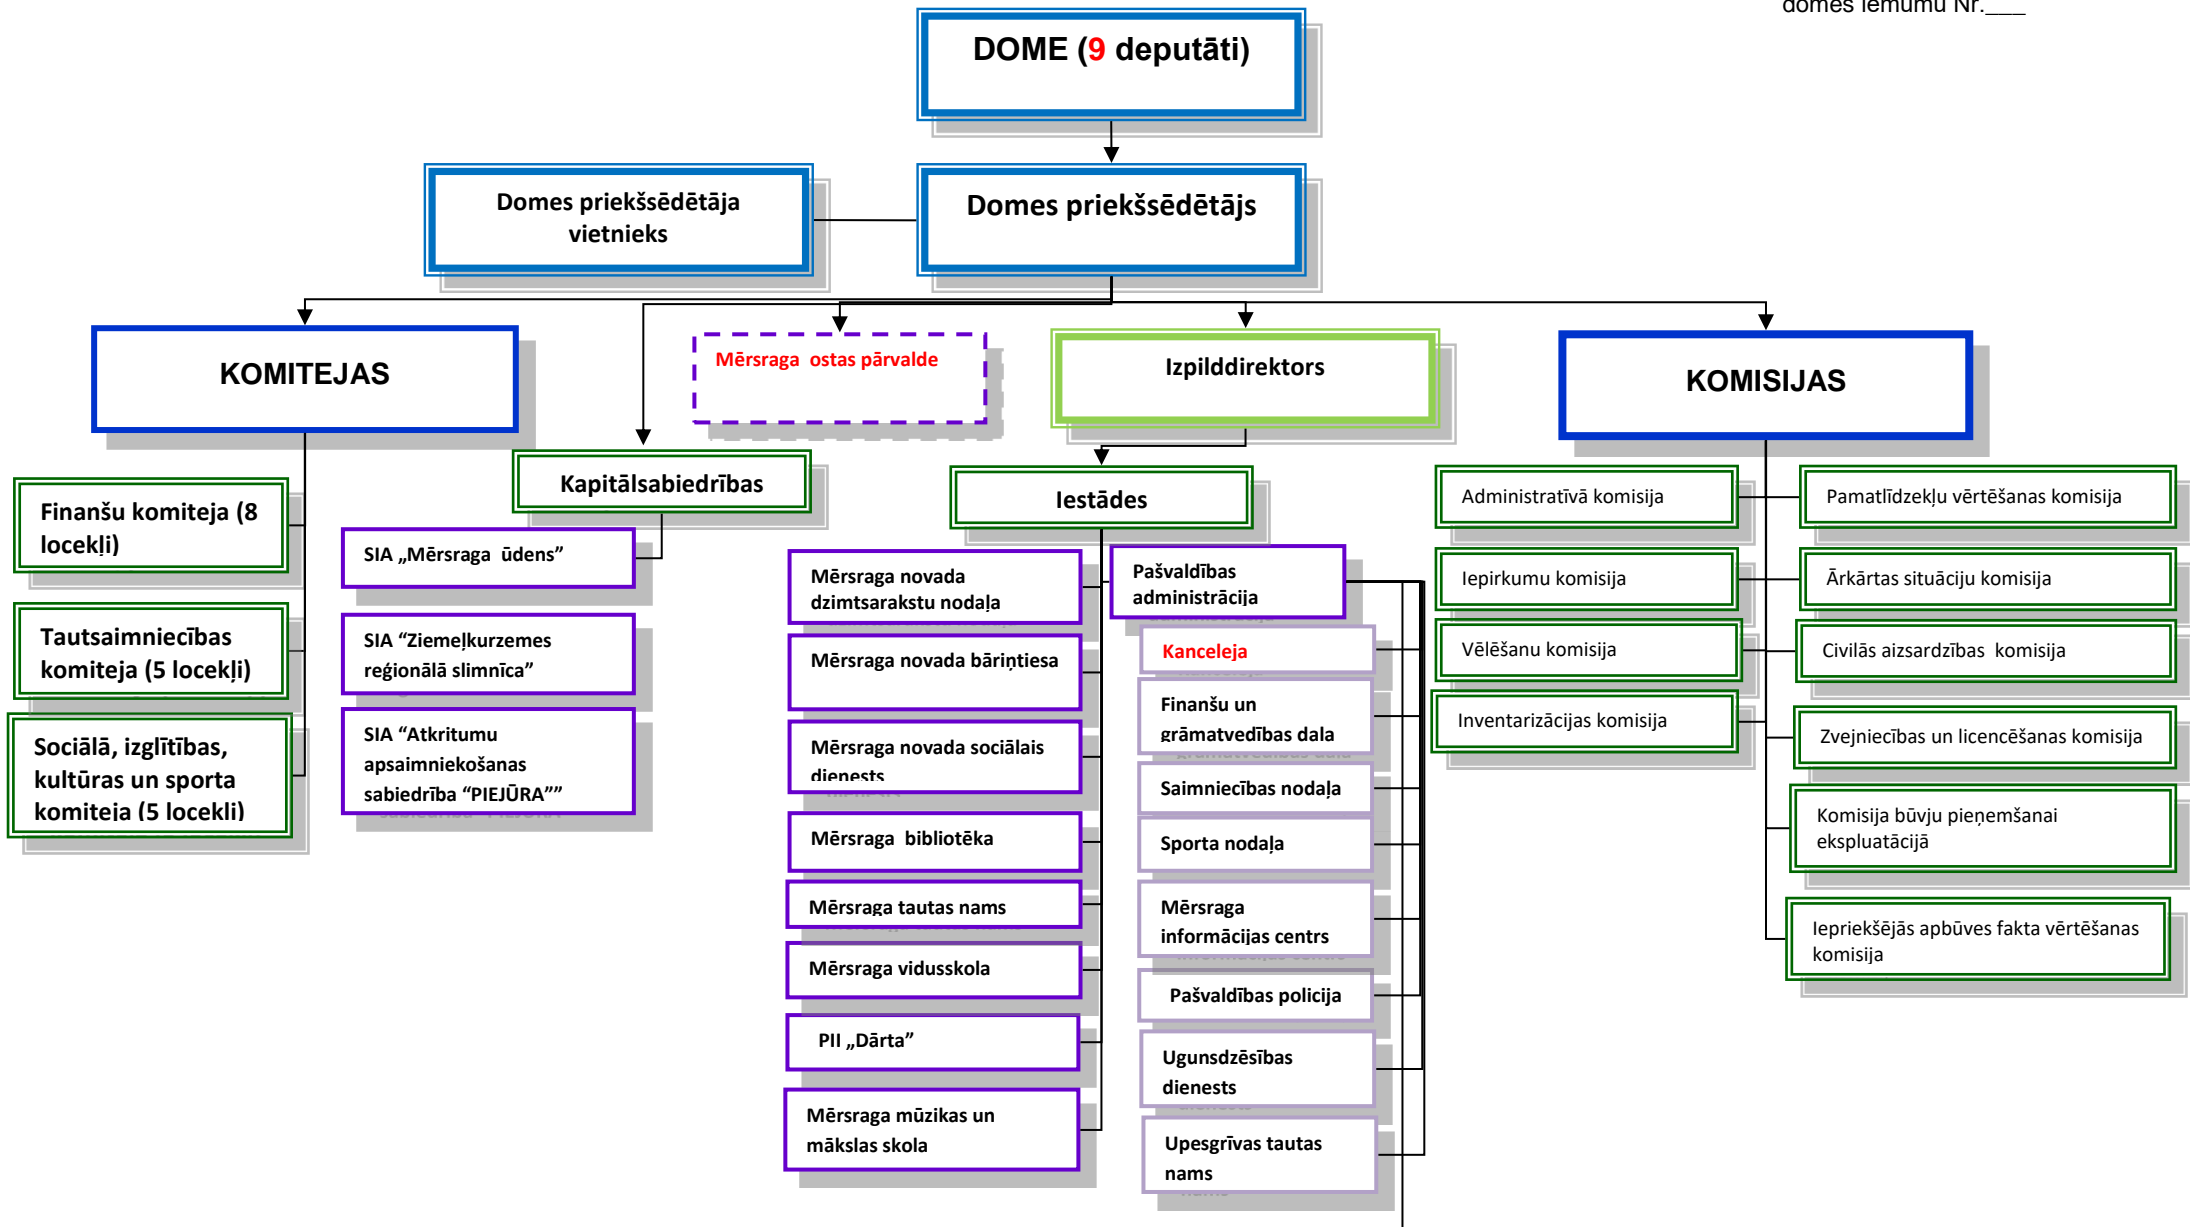 domes lēmumu Nr.___
DOME (9 deputāti)
Domes priekšsēdētāja
vietnieks
Domes priekšsēdētājs
KOMITEJAS
Mērsraga ostas pārvalde
Izpilddirektors
KOMISIJAS
Finanšu komiteja (8
locekļi)
Tautsaimniecības
komiteja (5 locekļi)
Sociālā, izglītības,
kultūras un sporta
komiteja (5 locekļi)
Kapitālsabiedrības
SIA „Mērsraga ūdens”
SIA “Ziemeļkurzemes
reģionālā slimnīca”
SIA “Atkritumu
apsaimniekošanas
sabiedrība “PIEJŪRA””
Iestādes
Mērsraga novada
dzimtsarakstu nodaļa
Mērsraga novada bāriņtiesa
Mērsraga novada sociālais
dienests
Mērsraga bibliotēka
Mērsraga tautas nams
Mērsraga vidusskola
PII „Dārta”
Mērsraga mūzikas un
mākslas skola
Pašvaldības
administrācija
Kanceleja
Finanšu un
grāmatvedības daļa
Saimniecības nodaļa
Sporta nodaļa
Mērsraga
informācijas centrs
Pašvaldības policija
Ugunsdzēsības
dienests
Upesgrīvas tautas
nams
Administratīvā komisija
Iepirkumu komisija
Vēlēšanu komisija
Inventarizācijas komisija
Pamatlīdzekļu vērtēšanas komisija
Ārkārtas situāciju komisija
Civilās aizsardzības komisija
Zvejniecības un licencēšanas komisija
Komisija būvju pieņemšanai
ekspluatācijā
Iepriekšējās apbūves fakta vērtēšanas
komisija